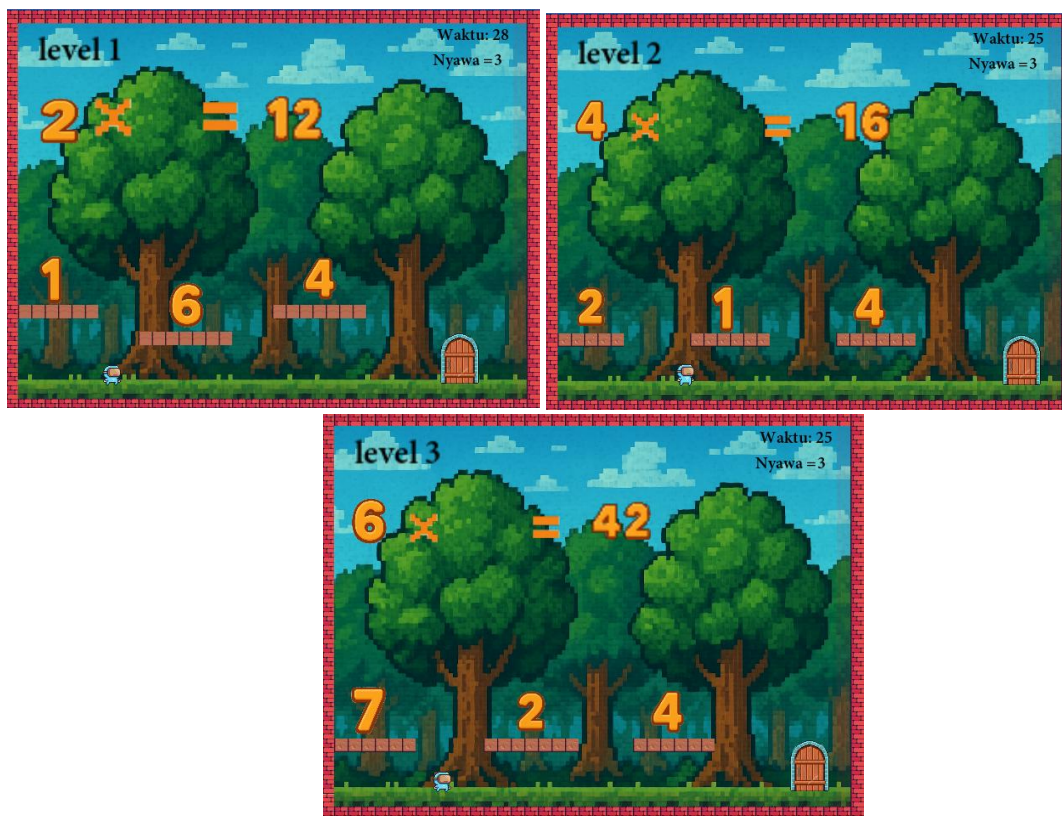 level 1
Waktu: 28
Nyawa =3
2 × = 12
1
6
4
level 2
Waktu: 25
Nyawa =3
4 × = 16
2
1
4
level 3
Waktu: 25
Nyawa =3
6 × = 42
7
2
4